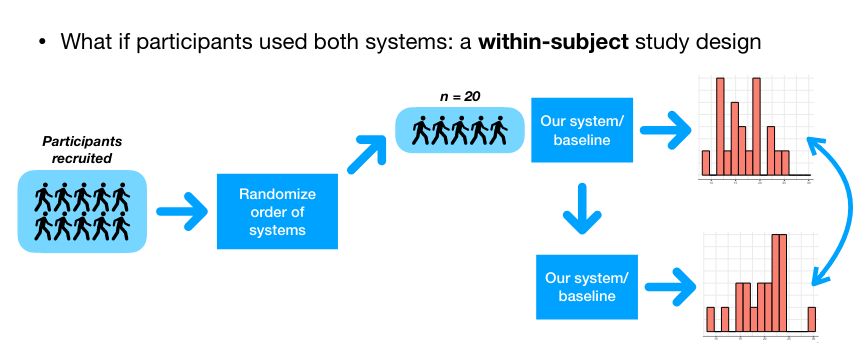 • What if participants used both systems: a within-subject study design
Participants
recruited
Randomize
order of
systems
n = 20
Our system/
baseline
Our system/
baseline